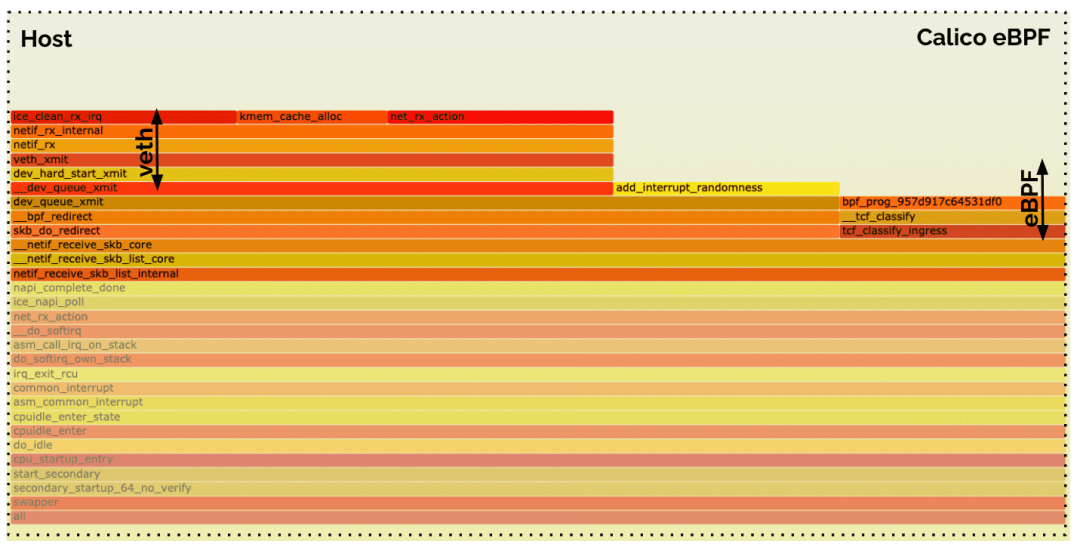 Host
Calico eBPF
ice_clean_rx_irq kmem_cache_alloc net_rx_action
netif_rx_internal
netif_rx
veth_xmit
veth
dev_hard_start_xmit
__dev_queue_xmit add_interrupt_randomness
dev_queue_xmit bpf_prog_957d917c64531df0
eBPF
__bpf_redirect __tcf_classify
skb_do_redirect tcf_classify_ingress
__netif_receive_skb_core
__netif_receive_skb_list_core
netif_receive_skb_list_internal
napi_complete_done
ice_napi_poll
net_rx_action
__do_softirq
asm_call_irq_on_stack
do_softirq_own_stack
irq_exit_rcu
common_interrupt
asm_common_interrupt
cpuidle_enter_state
cpuidle_enter
do_idle
cpu_startup_entry
start_secondary
secondary_startup_64_no_verify
swapper
all